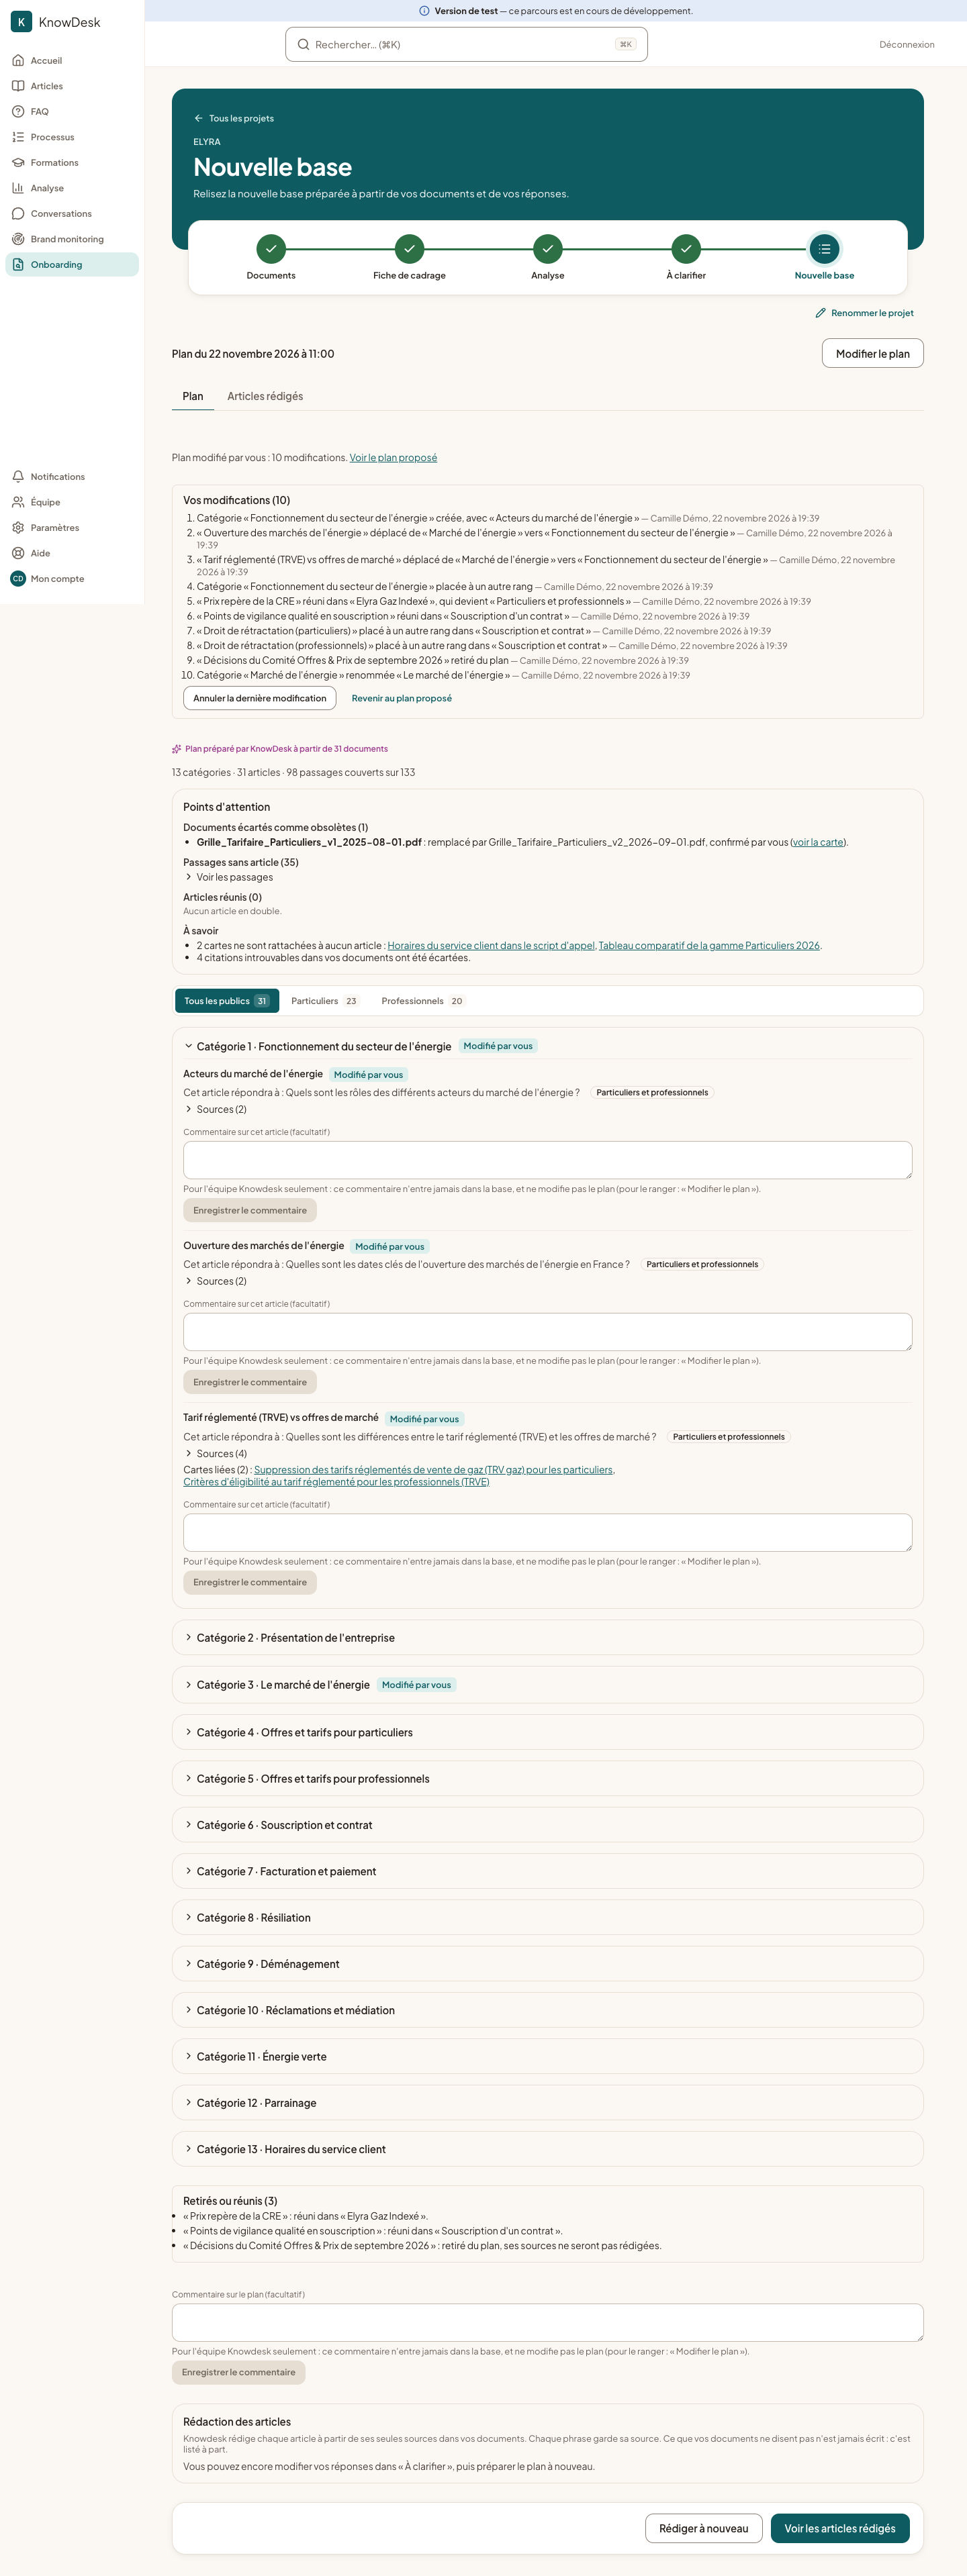 K KnowDesk
Accueil
Articles
FAQ
Processus
Formations
Analyse
Conversations
Brand monitoring
Onboarding
Notifications
Équipe
Paramètres
Aide
CD Mon compte
Version de test — ce parcours est en cours de développement.
Rechercher... (⌘K) ⌘K
Déconnexion
← Tous les projets
ELYRA
Nouvelle base
Relisez la nouvelle base préparée à partir de vos documents et de vos réponses.
Documents Fiche de cadrage Analyse À clarifier Nouvelle base
Renommer le projet
Plan du 22 novembre 2026 à 11:00
Modifier le plan
Plan Articles rédigés
Plan modifié par vous : 10 modifications. Voir le plan proposé
Vos modifications (10)
1. Catégorie « Fonctionnement du secteur de l'énergie » créée, avec « Acteurs du marché de l'énergie » — Camille Démo, 22 novembre 2026 à 19:39
2. « Ouverture des marchés de l'énergie » déplacé de « Marché de l'énergie » vers « Fonctionnement du secteur de l'énergie » — Camille Démo, 22 novembre 2026 à
19:39
3. « Tarif réglementé (TRVE) vs offres de marché » déplacé de « Marché de l'énergie » vers « Fonctionnement du secteur de l'énergie » — Camille Démo, 22 novembre
2026 à 19:39
4. Catégorie « Fonctionnement du secteur de l'énergie » placée à un autre rang — Camille Démo, 22 novembre 2026 à 19:39
5. « Prix repère de la CRE » réuni dans « Elyra Gaz Indexé », qui devient « Particuliers et professionnels » — Camille Démo, 22 novembre 2026 à 19:39
6. « Points de vigilance qualité en souscription » réuni dans « Souscription d'un contrat » — Camille Démo, 22 novembre 2026 à 19:39
7. « Droit de rétractation (particuliers) » placé à un autre rang dans « Souscription et contrat » — Camille Démo, 22 novembre 2026 à 19:39
8. « Droit de rétractation (professionnels) » placé à un autre rang dans « Souscription et contrat » — Camille Démo, 22 novembre 2026 à 19:39
9. « Décisions du Comité Offres & Prix de septembre 2026 » retiré du plan — Camille Démo, 22 novembre 2026 à 19:39
10. Catégorie « Marché de l'énergie » renommée « Le marché de l'énergie » — Camille Démo, 22 novembre 2026 à 19:39
Annuler la dernière modification Revenir au plan proposé
Plan préparé par KnowDesk à partir de 31 documents
13 catégories · 31 articles · 98 passages couverts sur 133
Points d'attention
Documents écartés comme obsolètes (1)
• Grille_Tarifaire_Particuliers_v1_2025-08-01.pdf : remplacé par Grille_Tarifaire_Particuliers_v2_2026-09-01.pdf, confirmé par vous (voir la carte).
Passages sans article (35)
Voir les passages
Articles réunis (0)
Aucun article en double.
À savoir
• 2 cartes ne sont rattachées à aucun article : Horaires du service client dans le script d'appel, Tableau comparatif de la gamme Particuliers 2026.
• 4 citations introuvables dans vos documents ont été écartées.
Tous les publics 31 Particuliers 23 Professionnels 20
Catégorie 1 · Fonctionnement du secteur de l'énergie Modifié par vous
Acteurs du marché de l'énergie Modifié par vous
Cet article répondra à : Quels sont les rôles des différents acteurs du marché de l'énergie ? Particuliers et professionnels
Sources (2)
Commentaire sur cet article (facultatif)
Pour l'équipe Knowdesk seulement : ce commentaire n'entre jamais dans la base, et ne modifie pas le plan (pour le ranger : « Modifier le plan »).
Enregistrer le commentaire
Ouverture des marchés de l'énergie Modifié par vous
Cet article répondra à : Quelles sont les dates clés de l'ouverture des marchés de l'énergie en France ? Particuliers et professionnels
Sources (2)
Commentaire sur cet article (facultatif)
Pour l'équipe Knowdesk seulement : ce commentaire n'entre jamais dans la base, et ne modifie pas le plan (pour le ranger : « Modifier le plan »).
Enregistrer le commentaire
Tarif réglementé (TRVE) vs offres de marché Modifié par vous
Cet article répondra à : Quelles sont les différences entre le tarif réglementé (TRVE) et les offres de marché ? Particuliers et professionnels
Sources (4)
Cartes liées (2) : Suppression des tarifs réglementés de vente de gaz (TRV gaz) pour les particuliers,
Critères d'éligibilité au tarif réglementé pour les professionnels (TRVE)
Commentaire sur cet article (facultatif)
Pour l'équipe Knowdesk seulement : ce commentaire n'entre jamais dans la base, et ne modifie pas le plan (pour le ranger : « Modifier le plan »).
Enregistrer le commentaire
Catégorie 2 · Présentation de l'entreprise
Catégorie 3 · Le marché de l'énergie Modifié par vous
Catégorie 4 · Offres et tarifs pour particuliers
Catégorie 5 · Offres et tarifs pour professionnels
Catégorie 6 · Souscription et contrat
Catégorie 7 · Facturation et paiement
Catégorie 8 · Résiliation
Catégorie 9 · Déménagement
Catégorie 10 · Réclamations et médiation
Catégorie 11 · Énergie verte
Catégorie 12 · Parrainage
Catégorie 13 · Horaires du service client
Retirés ou réunis (3)
• « Prix repère de la CRE » : réuni dans « Elyra Gaz Indexé ».
• « Points de vigilance qualité en souscription » : réuni dans « Souscription d'un contrat ».
• « Décisions du Comité Offres & Prix de septembre 2026 » : retiré du plan, ses sources ne seront pas rédigées.
Commentaire sur le plan (facultatif)
Pour l'équipe Knowdesk seulement : ce commentaire n'entre jamais dans la base, et ne modifie pas le plan (pour le ranger : « Modifier le plan »).
Enregistrer le commentaire
Rédaction des articles
Knowdesk rédige chaque article à partir de ses seules sources dans vos documents. Chaque phrase garde sa source. Ce que vos documents ne disent pas n'est jamais écrit : c'est
listé à part.
Vous pouvez encore modifier vos réponses dans « À clarifier », puis préparer le plan à nouveau.
Rédiger à nouveau Voir les articles rédigés